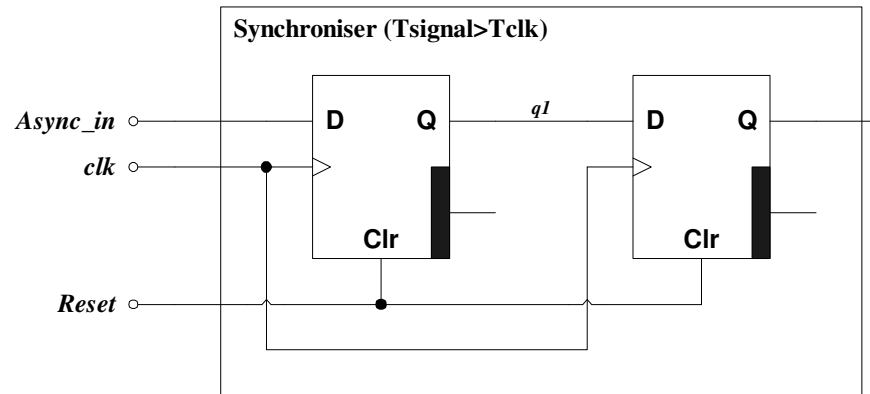 Synchroniser (Tsignal>Tclk)
Async_in
D Q
q1
D Q
clk
Clr
Clr
Reset